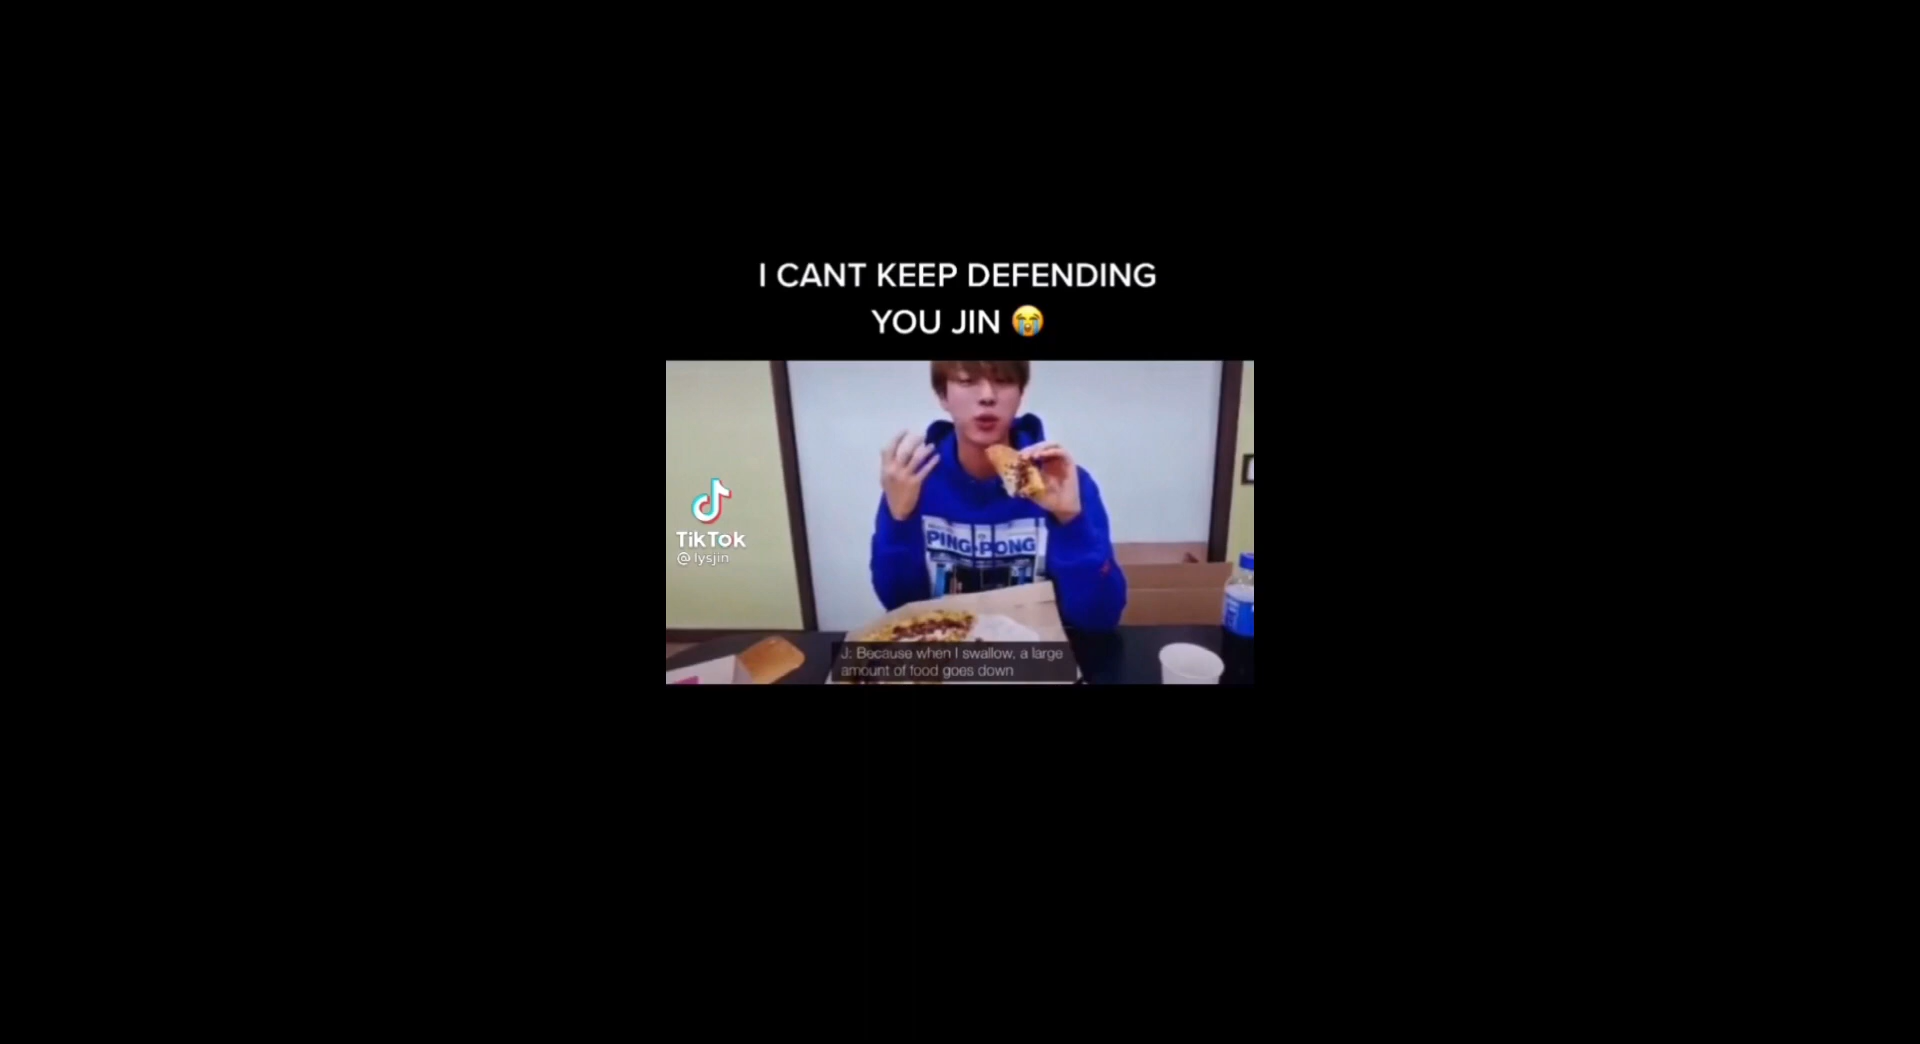 I CANT KEEP DEFENDING
YOU JIN 😭
PING PONG
TikTok
@lysjin
J: Because when I swallow, a large
amount of food goes down